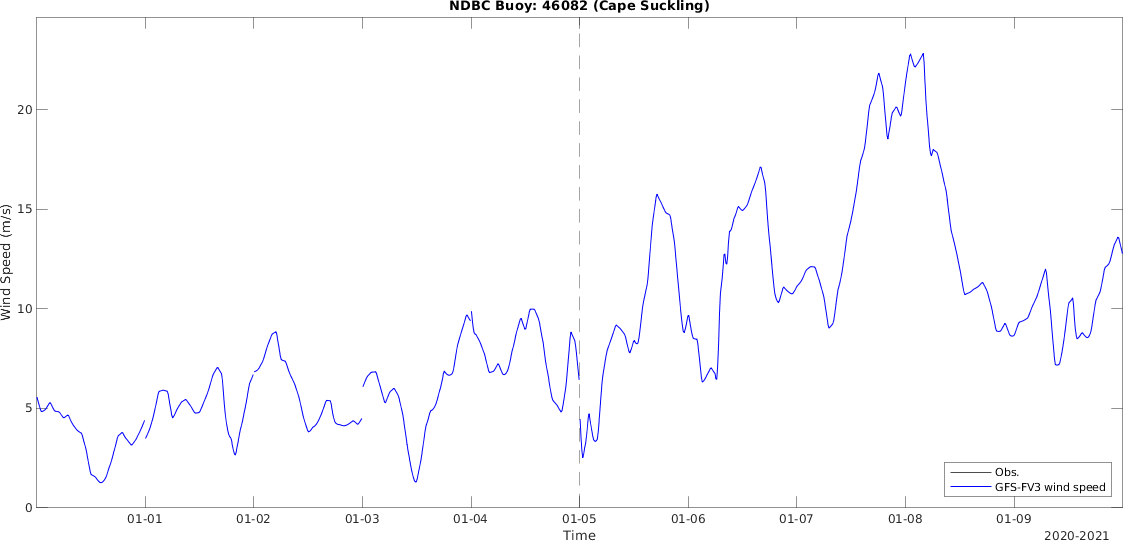 NDBC Buoy: 46082 (Cape Suckling)
20
15
10
5
0
Wind Speed (m/s)
01-01 01-02 01-03 01-04 01-05 01-06 01-07 01-08 01-09
Time
2020-2021
Obs.
GFS-FV3 wind speed